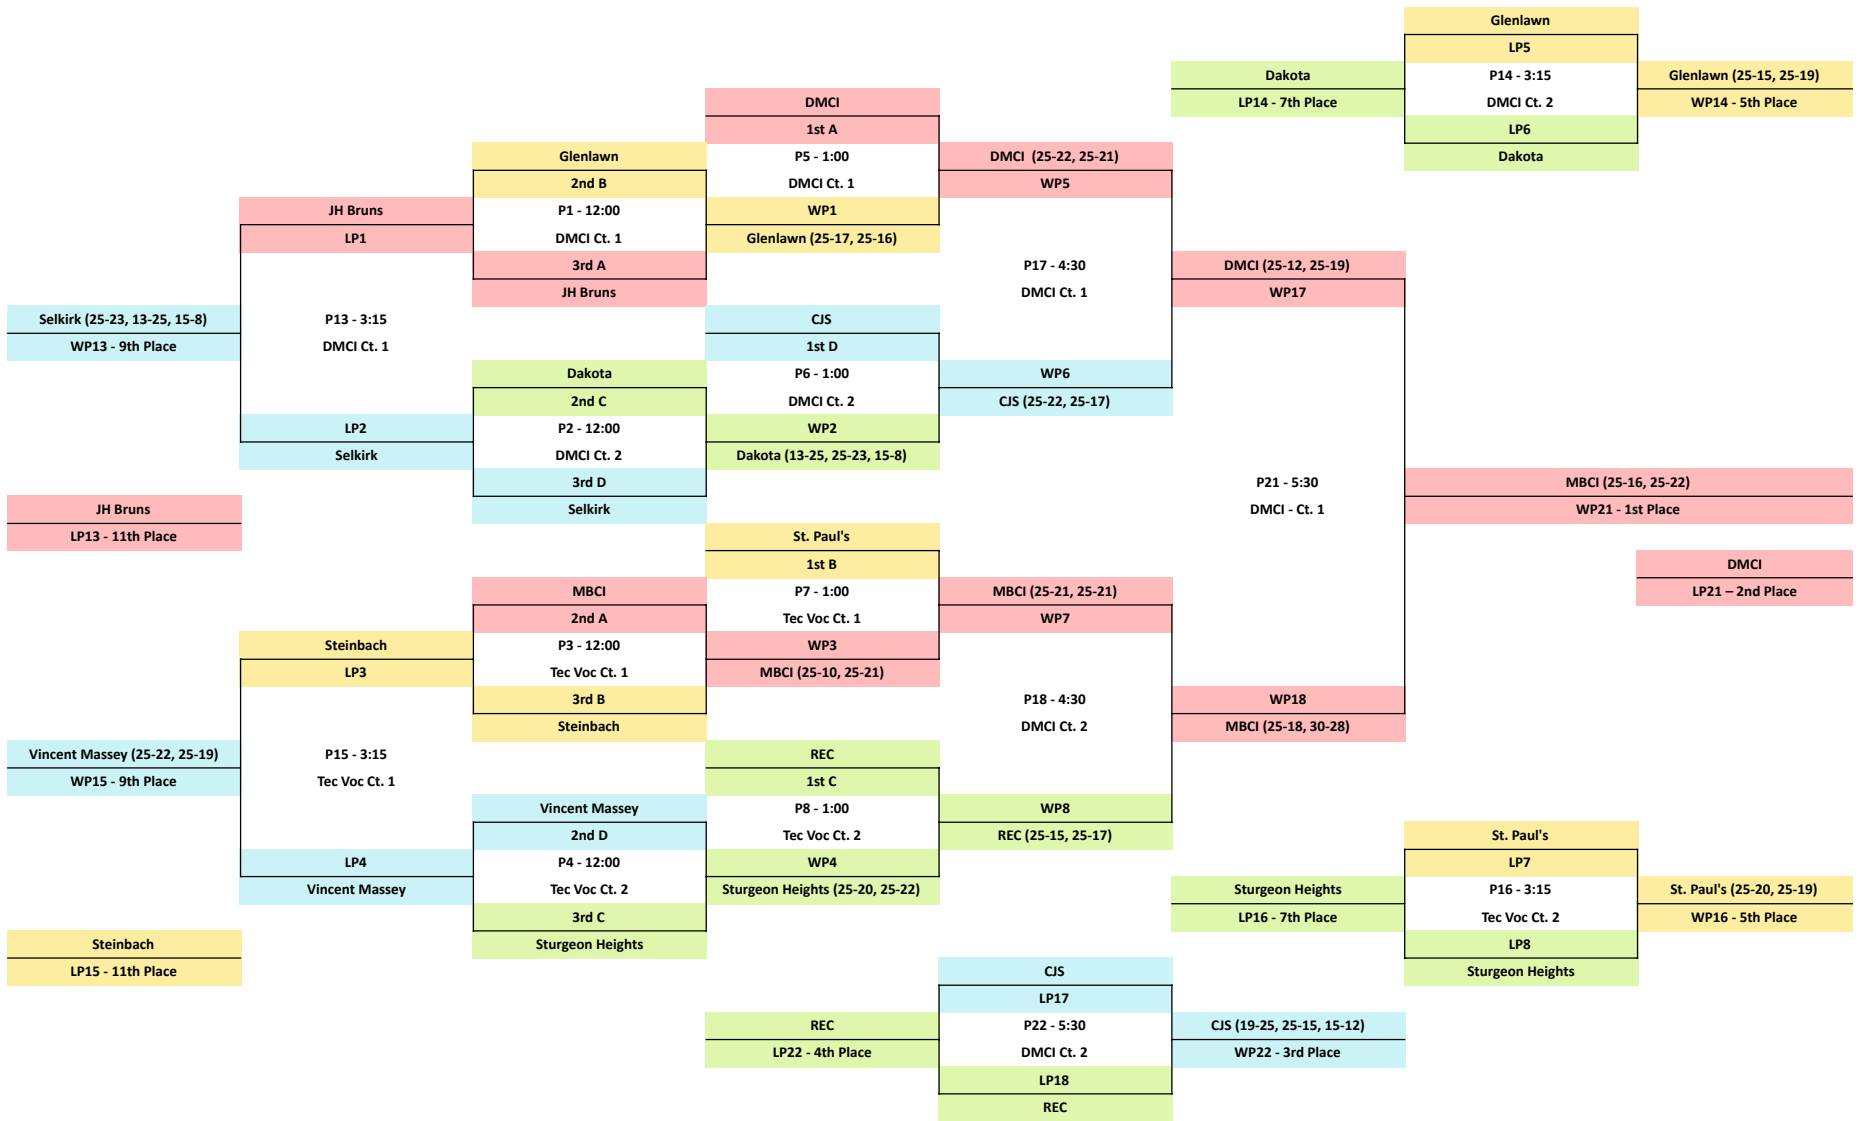 Glenlawn
LP5
Dakota
P14 - 3:15
Glenlawn (25-15, 25-19)
LP14 - 7th Place
DMCI Ct. 2
WP14 - 5th Place
LP6
Dakota
DMCI
1st A
Glenlawn
P5 - 1:00
DMCI  (25-22, 25-21)
2nd B
DMCI Ct. 1
WP5
JH Bruns
P1 - 12:00
WP1
LP1
DMCI Ct. 1
Glenlawn (25-17, 25-16)
3rd A
P17 - 4:30
DMCI (25-12, 25-19)
JH Bruns
DMCI Ct. 1
WP17
Selkirk (25-23, 13-25, 15-8)
P13 - 3:15
CJS
WP13 - 9th Place
DMCI Ct. 1
1st D
Dakota
P6 - 1:00
WP6
2nd C
DMCI Ct. 2
CJS (25-22, 25-17)
LP2
P2 - 12:00
WP2
Selkirk
DMCI Ct. 2
Dakota (13-25, 25-23, 15-8)
3rd D
P21 - 5:30
MBCI (25-16, 25-22)
JH Bruns
Selkirk
DMCI - Ct. 1
WP21 - 1st Place
LP13 - 11th Place
St. Paul's
1st B
DMCI
MBCI
P7 - 1:00
MBCI (25-21, 25-21)
LP21 – 2nd Place
2nd A
Tec Voc Ct. 1
WP7
Steinbach
P3 - 12:00
WP3
LP3
Tec Voc Ct. 1
MBCI (25-10, 25-21)
3rd B
P18 - 4:30
WP18
Steinbach
DMCI Ct. 2
MBCI (25-18, 30-28)
Vincent Massey (25-22, 25-19)
P15 - 3:15
REC
WP15 - 9th Place
Tec Voc Ct. 1
1st C
Vincent Massey
P8 - 1:00
WP8
2nd D
Tec Voc Ct. 2
REC (25-15, 25-17)
St. Paul's
LP4
P4 - 12:00
WP4
LP7
Vincent Massey
Tec Voc Ct. 2
Sturgeon Heights (25-20, 25-22)
Sturgeon Heights
P16 - 3:15
St. Paul's (25-20, 25-19)
3rd C
LP16 - 7th Place
Tec Voc Ct. 2
WP16 - 5th Place
Steinbach
Sturgeon Heights
LP8
LP15 - 11th Place
CJS
Sturgeon Heights
LP17
REC
P22 - 5:30
CJS (19-25, 25-15, 15-12)
LP22 - 4th Place
DMCI Ct. 2
WP22 - 3rd Place
LP18
REC